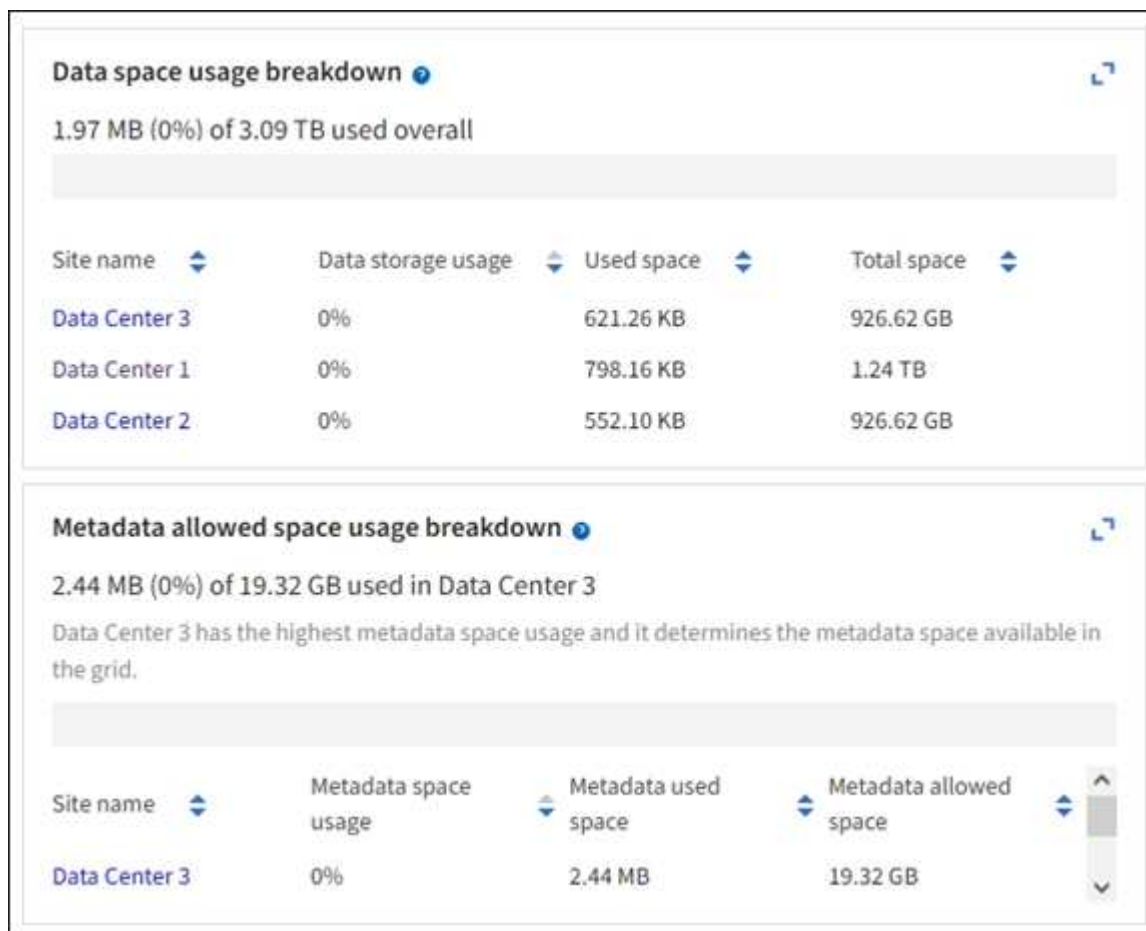 Data space usage breakdown ?
1.97 MB (0%) of 3.09 TB used overall
Site name Data storage usage Used space Total space
Data Center 3 0% 621.26 KB 926.62 GB
Data Center 1 0% 798.16 KB 1.24 TB
Data Center 2 0% 552.10 KB 926.62 GB
Metadata allowed space usage breakdown ?
2.44 MB (0%) of 19.32 GB used in Data Center 3
Data Center 3 has the highest metadata space usage and it determines the metadata space available in
the grid.
Site name Metadata space usage Metadata used space Metadata allowed space
Data Center 3 0% 2.44 MB 19.32 GB